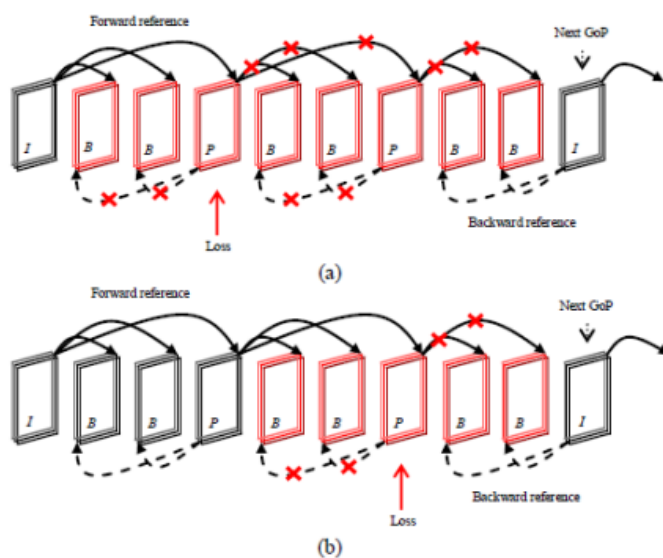 Forward reference
Next GoP
I B B P B B P B B I
Loss
Backward reference
(a)
Forward reference
Next GoP
I B B P B B P B B I
Loss
Backward reference
(b)